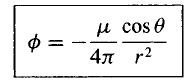 ϕ = − μ/4π cos θ/r²